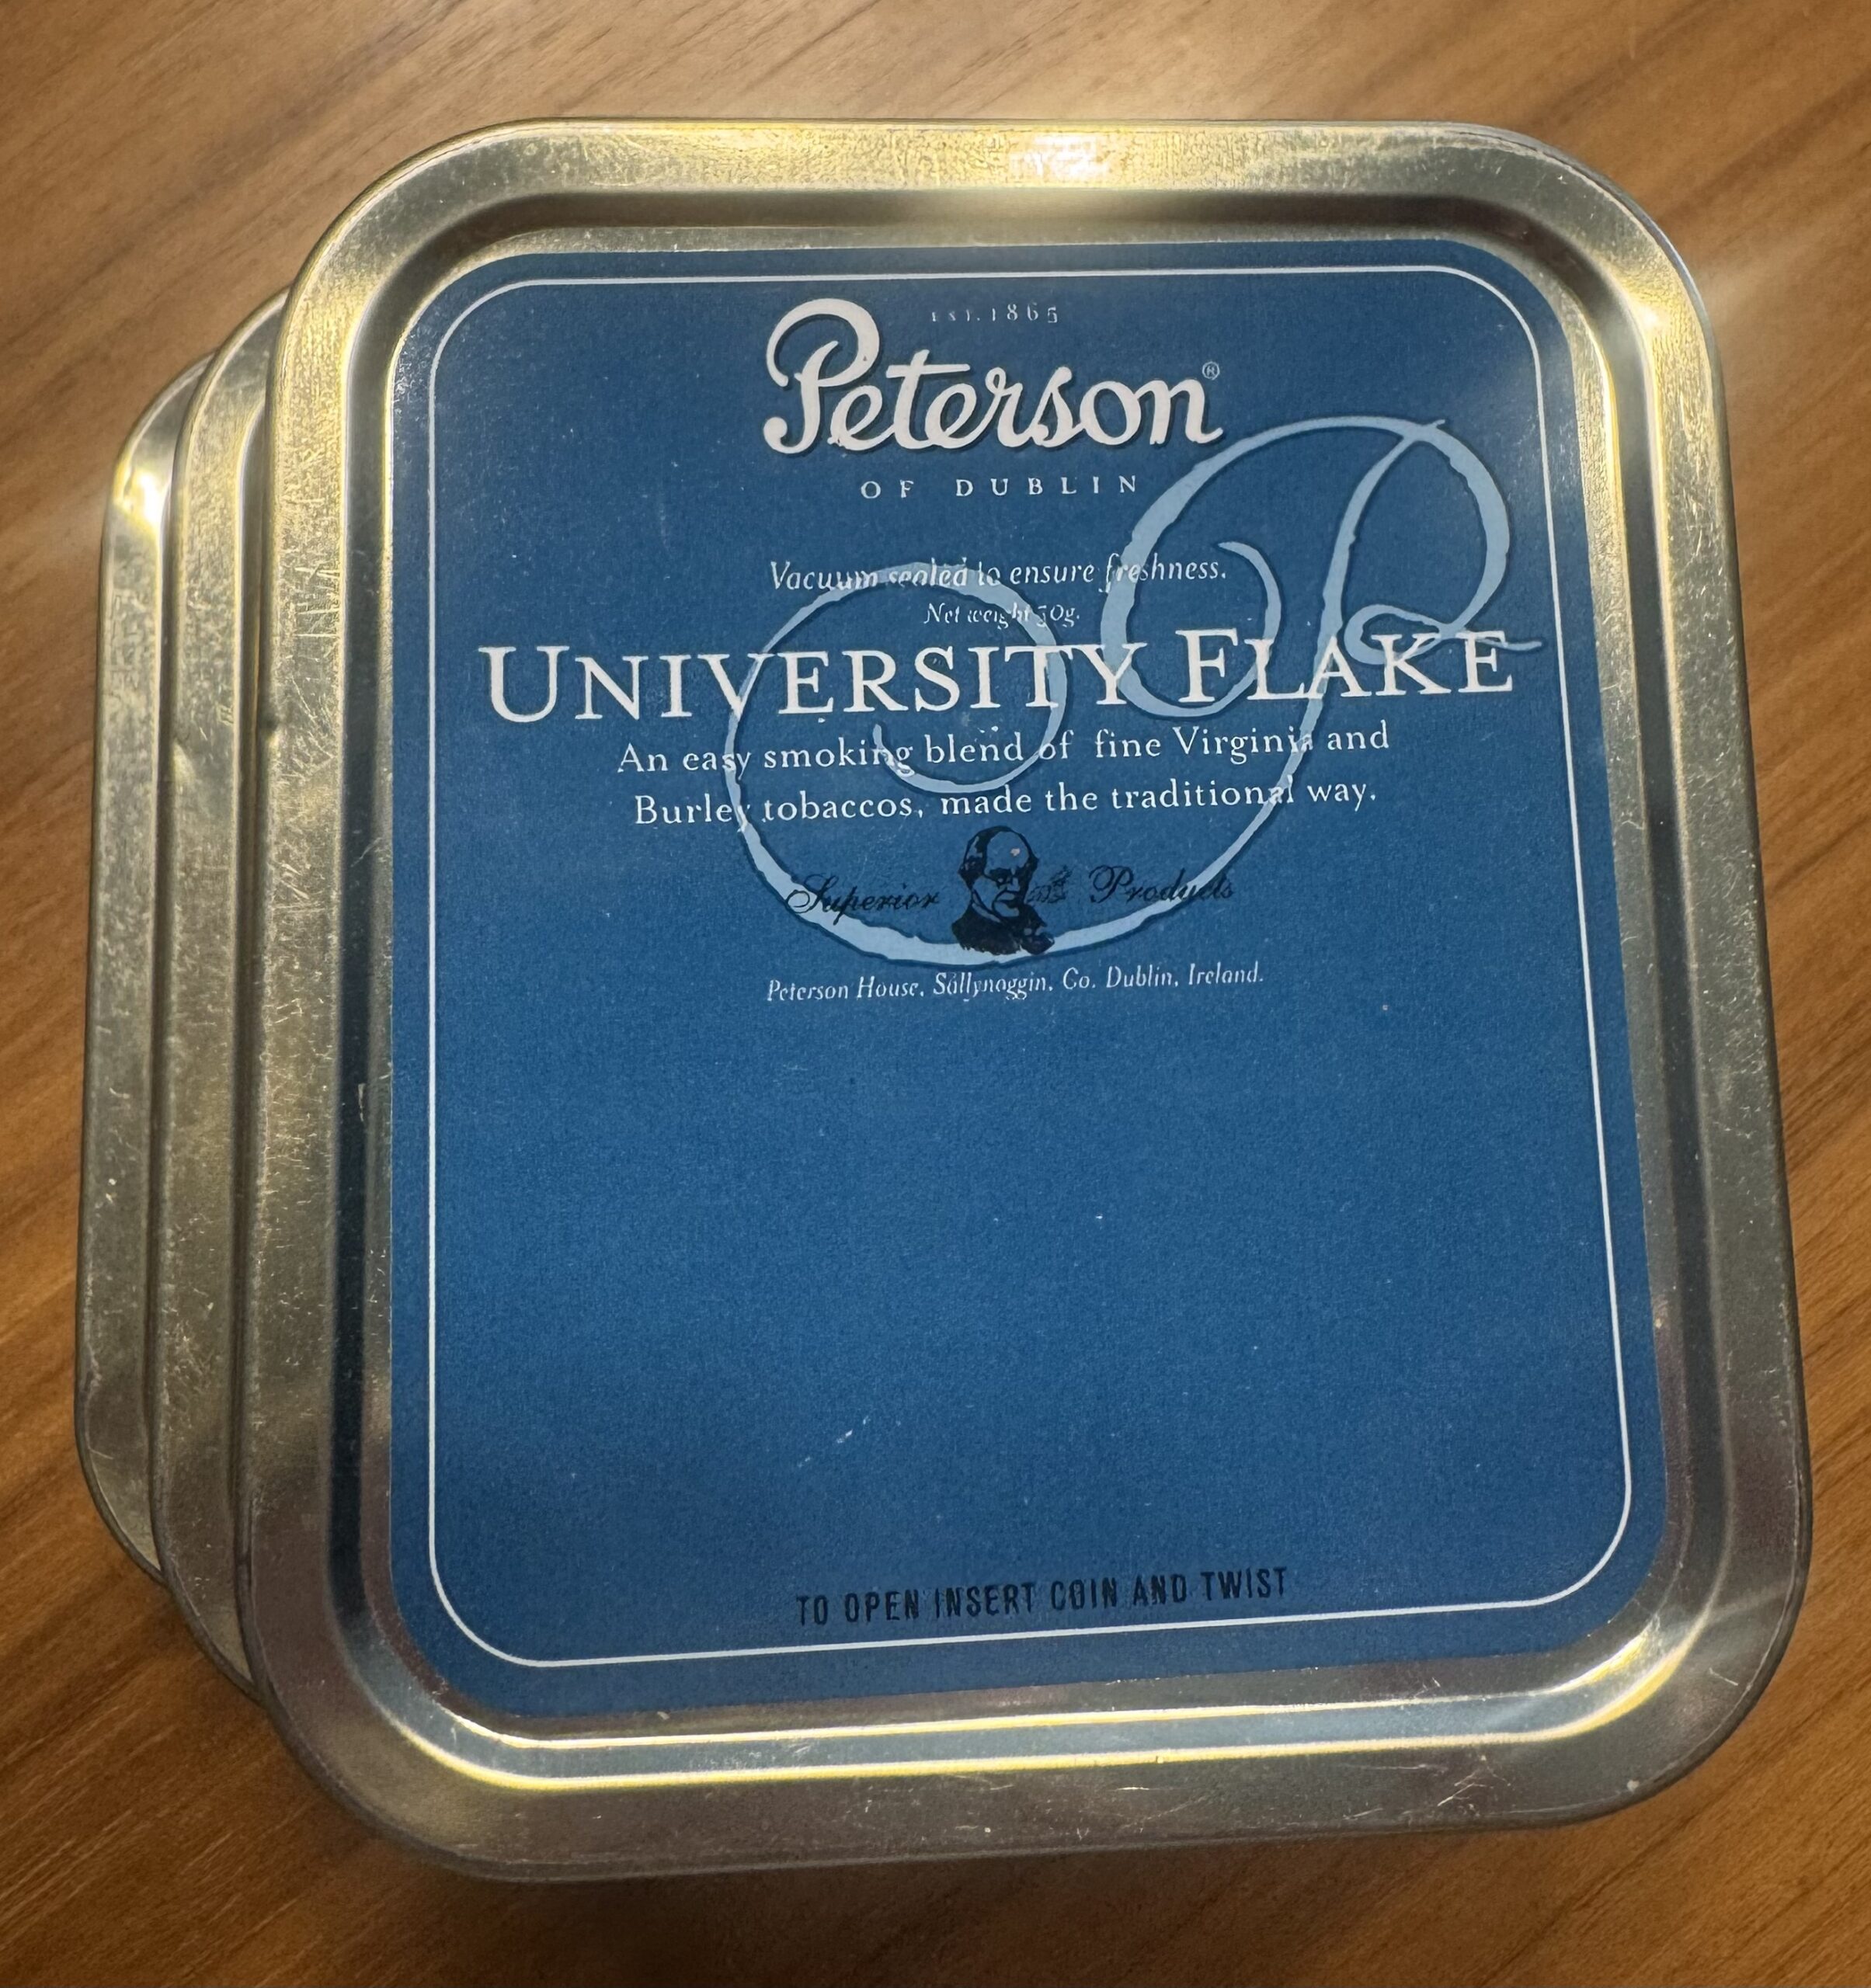 EST. 1865
Peterson®
OF DUBLIN
Vacuum sealed to ensure freshness.
Net weight 50g.
UNIVERSITY FLAKE
An easy smoking blend of fine Virginia and
Burley tobaccos, made the traditional way.
Superior Products
Peterson House, Sallynoggin, Co. Dublin, Ireland.
TO OPEN INSERT COIN AND TWIST